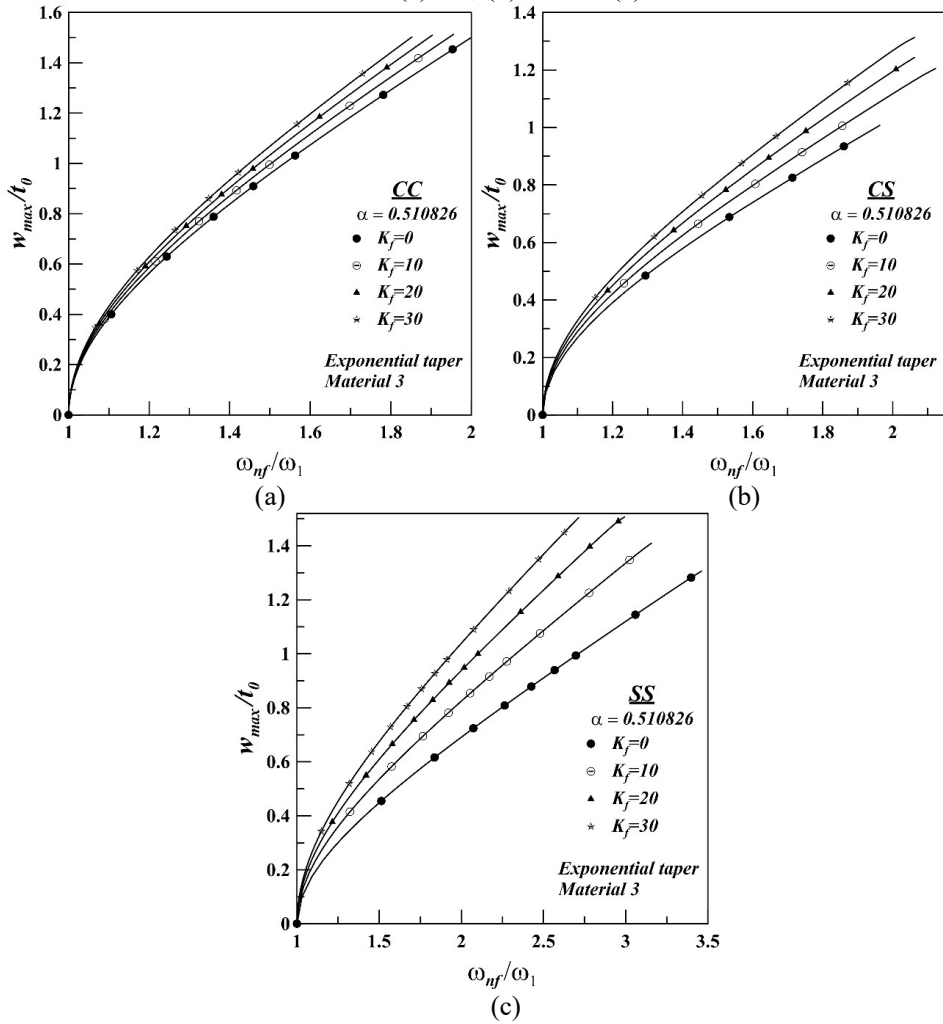 1.6
1.4
1.2
1
0.8
0.6
0.4
0.2
0
w_max/t_0
CC
α = 0.510826
K_f=0
K_f=10
K_f=20
K_f=30
Exponential taper
Material 3
1 1.2 1.4 1.6 1.8 2
ω_nf/ω_1
(a)
1.4
1.2
1
0.8
0.6
0.4
0.2
0
w_max/t_0
CS
α = 0.510826
K_f=0
K_f=10
K_f=20
K_f=30
Exponential taper
Material 3
1 1.2 1.4 1.6 1.8 2
ω_nf/ω_1
(b)
1.4
1.2
1
0.8
0.6
0.4
0.2
0
w_max/t_0
SS
α = 0.510826
K_f=0
K_f=10
K_f=20
K_f=30
Exponential taper
Material 3
1 1.5 2 2.5 3 3.5
ω_nf/ω_1
(c)